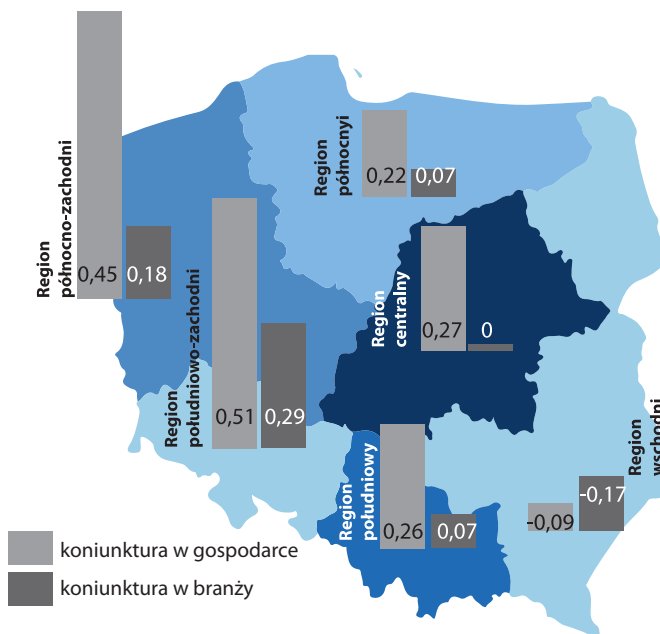 Region
północno-zachodni
0,45
0,18
Region
północnyi
0,22
0,07
Region
południowo-zachodni
0,51
0,29
Region
centralny
0,27
0
Region
południowy
0,26
0,07
Region
wschodni
-0,09
-0,17
koniunktura w gospodarce
koniunktura w branży